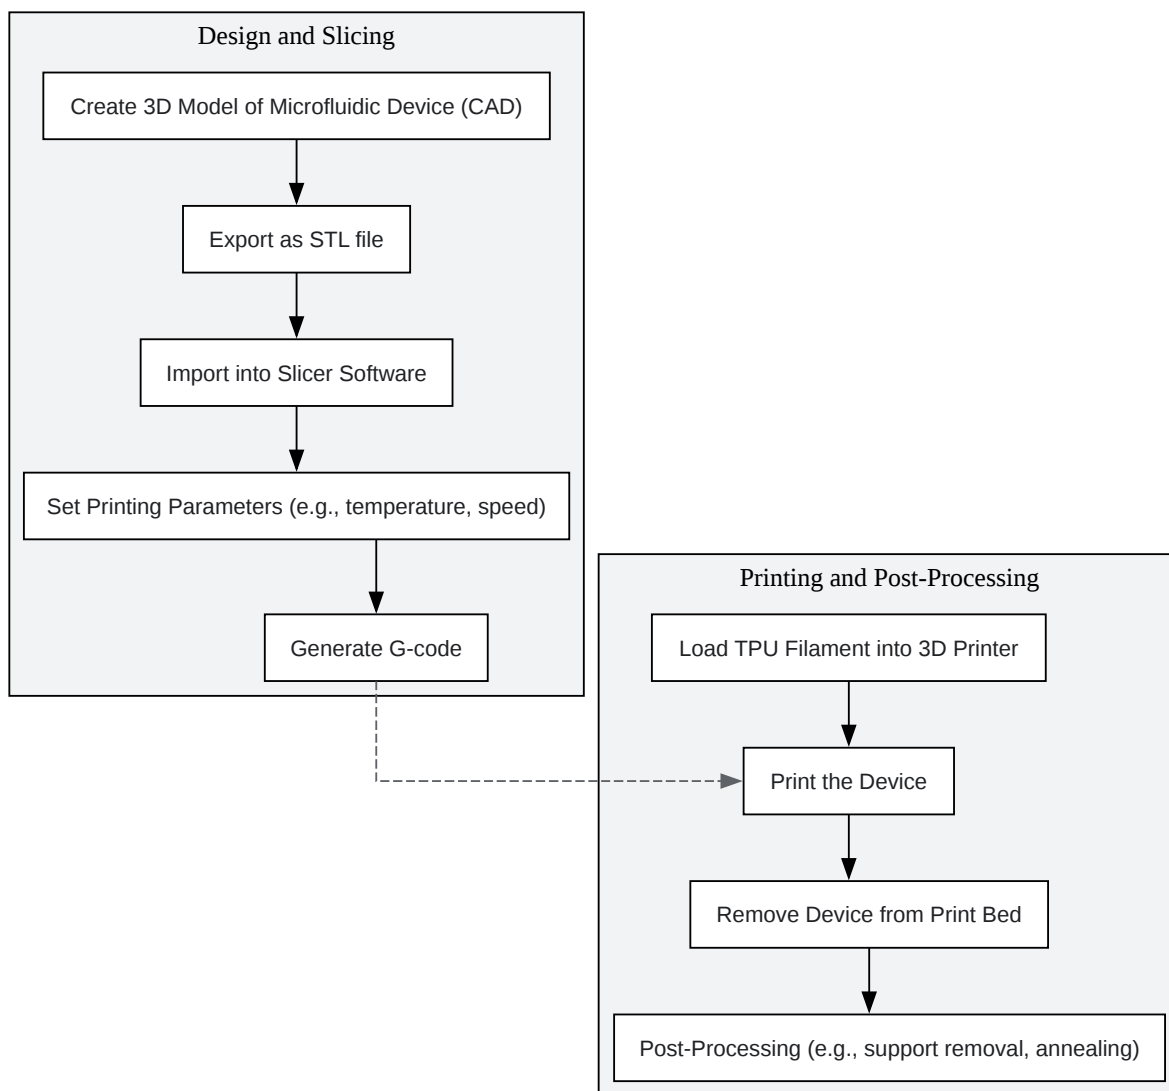 Design and Slicing
Create 3D Model of Microfluidic Device (CAD)
Export as STL file
Import into Slicer Software
Set Printing Parameters (e.g., temperature, speed)
Generate G-code
Printing and Post-Processing
Load TPU Filament into 3D Printer
Print the Device
Remove Device from Print Bed
Post-Processing (e.g., support removal, annealing)